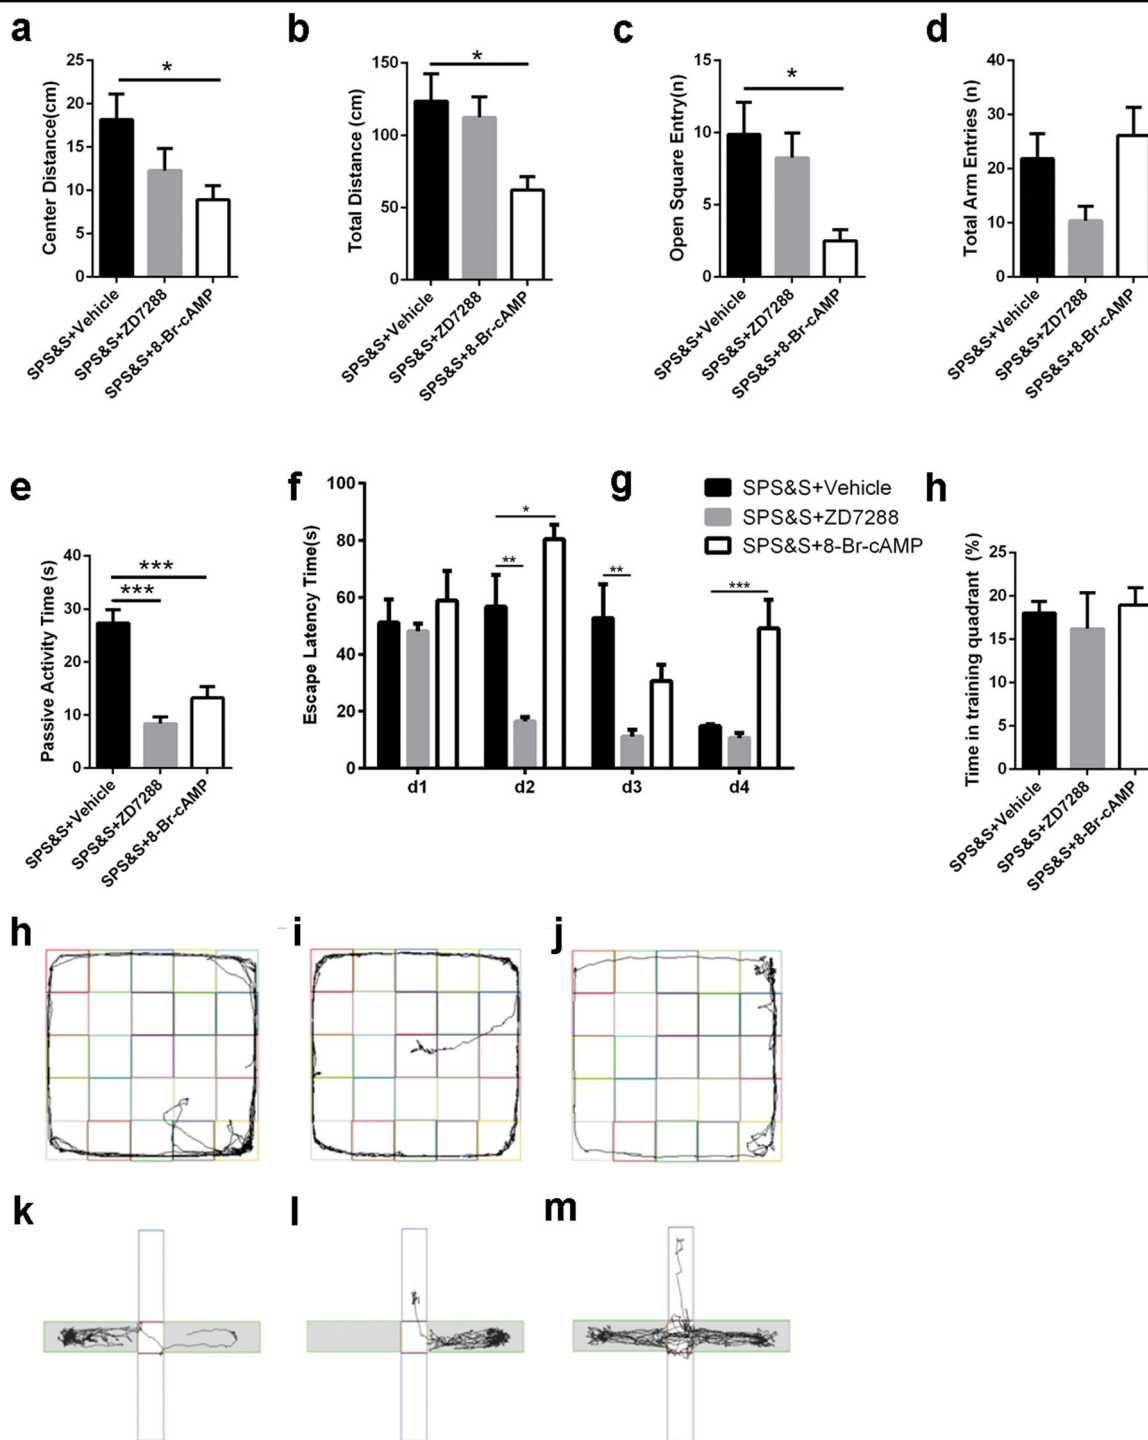 a
b
c
d
25
20
15
10
5
0
Center Distance(cm)
*
SPS&S+Vehicle
SPS&S+ZD7288
SPS&S+8-Br-cAMP
150
100
50
0
Total Distance (cm)
*
SPS&S+Vehicle
SPS&S+ZD7288
SPS&S+8-Br-cAMP
15
10
5
0
Open Square Entry(n)
*
SPS&S+Vehicle
SPS&S+ZD7288
SPS&S+8-Br-cAMP
40
30
20
10
0
Total Arm Entries (n)
SPS&S+Vehicle
SPS&S+ZD7288
SPS&S+8-Br-cAMP
e
40
30
20
10
0
Passive Activity Time (s)
***
***
SPS&S+Vehicle
SPS&S+ZD7288
SPS&S+8-Br-cAMP
f
100
80
60
40
20
0
Escape Latency Time(s)
*
**
**
***
d1
d2
d3
d4
g
SPS&S+Vehicle
SPS&S+ZD7288
SPS&S+8-Br-cAMP
h
25
20
15
10
5
0
Time in training quadrant (%)
SPS&S+Vehicle
SPS&S+ZD7288
SPS&S+8-Br-cAMP
h
i
j
k
l
m